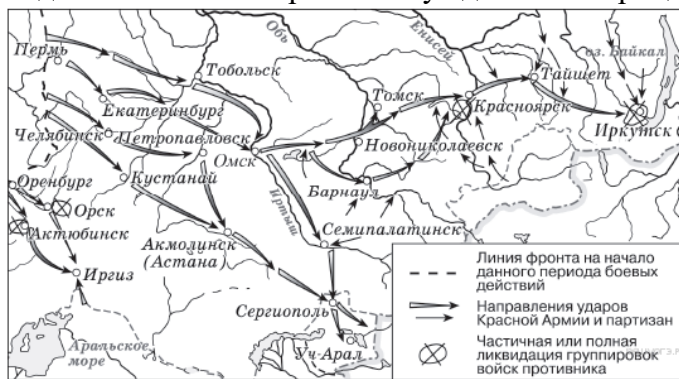 Пермь
Обь
Енисей
оз. Байкал
Тобольск
Тайшет
Екатеринбург
Томск
Красноярск
Челябинск
Петропавловск
Иркутск
Омск
Новониколаевск
Оренбург
Кустанай
Барнаул
Орск
Иртыш
Актюбинск
Акмолинск
(Астана)
Семипалатинск
Иргиз
Сергиополь
Аральское
море
Уч-Арал
Линия фронта на начало
данного периода боевых
действий
Направления ударов
Красной Армии и партизан
Частичная или полная
ликвидация группировок
войск противника